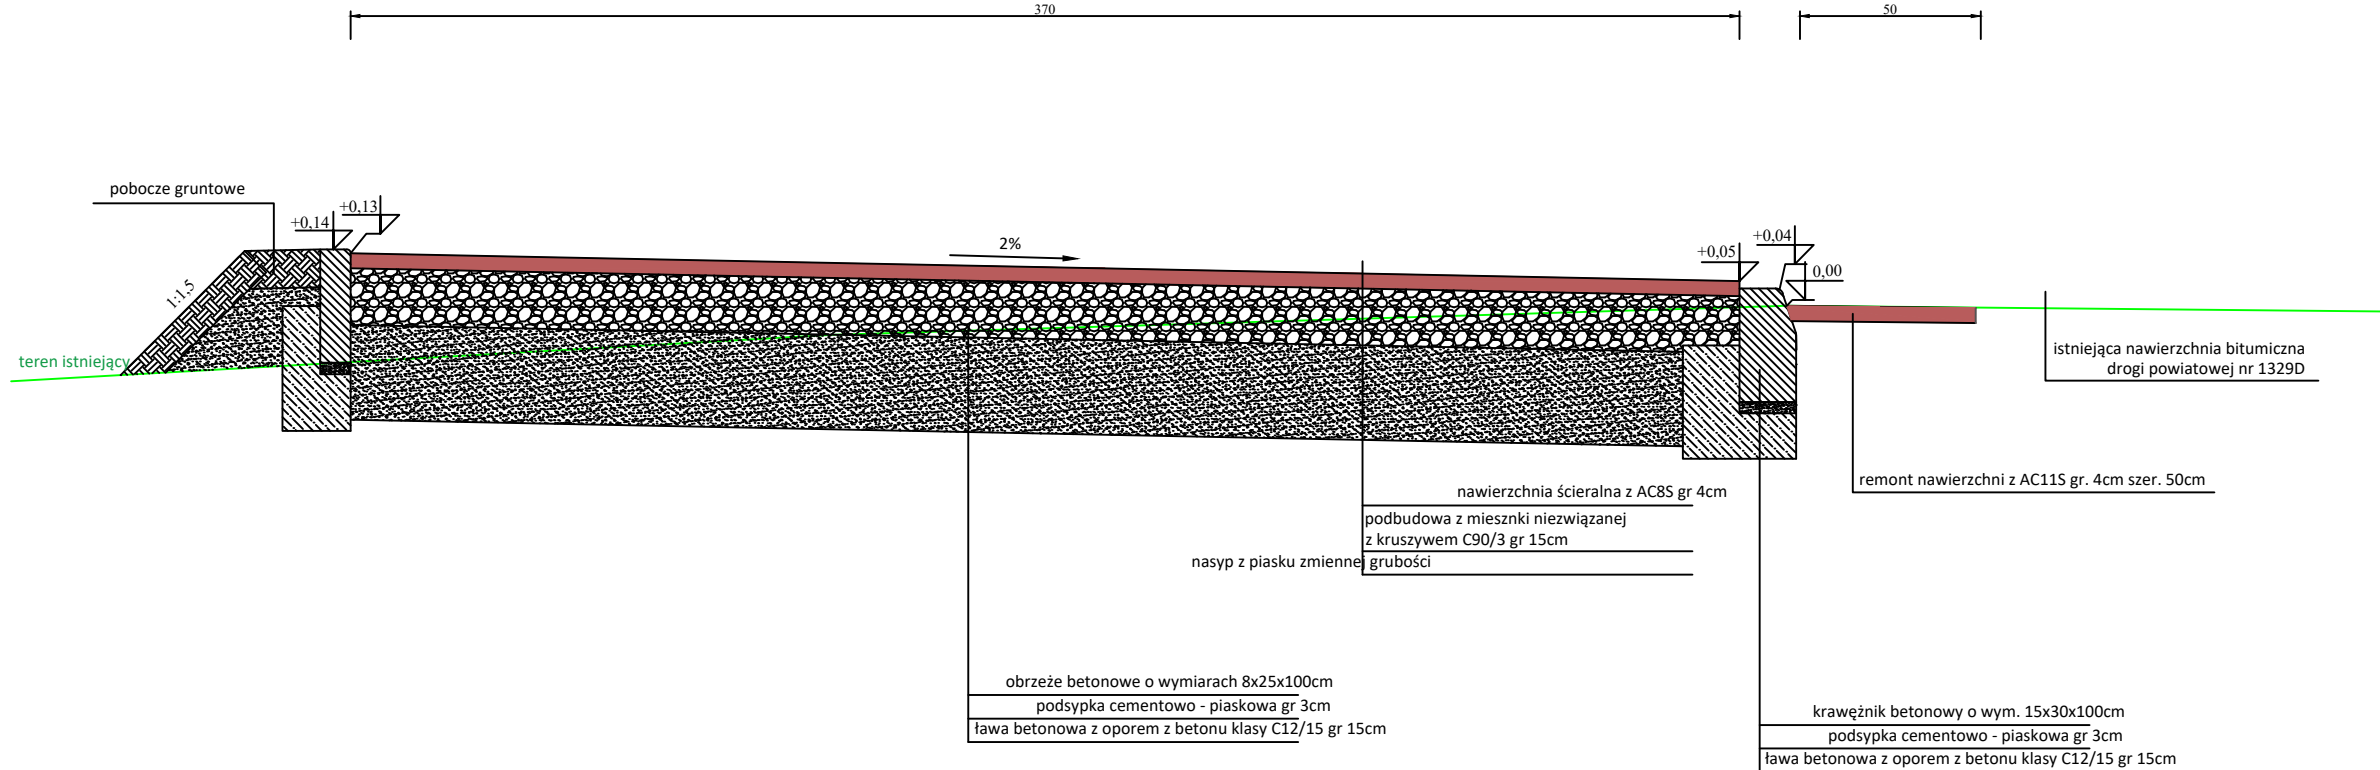 370
50
pobocze gruntowe
+0,14
+0,13
2%
+0,05
+0,04
0,00
1:1,5
teren istniejący
istniejąca nawierzchnia bitumiczna
drogi powiatowej nr 1329D
remont nawierzchni z AC11S gr. 4cm szer. 50cm
nawierzchnia ścieralna z AC8S gr 4cm
podbudowa z miesznki niezwiązanej
z kruszywem C90/3 gr 15cm
nasyp z piasku zmiennej grubości
obrzeże betonowe o wymiarach 8x25x100cm
podsypka cementowo - piaskowa gr 3cm
ława betonowa z oporem z betonu klasy C12/15 gr 15cm
krawężnik betonowy o wym. 15x30x100cm
podsypka cementowo - piaskowa gr 3cm
ława betonowa z oporem z betonu klasy C12/15 gr 15cm